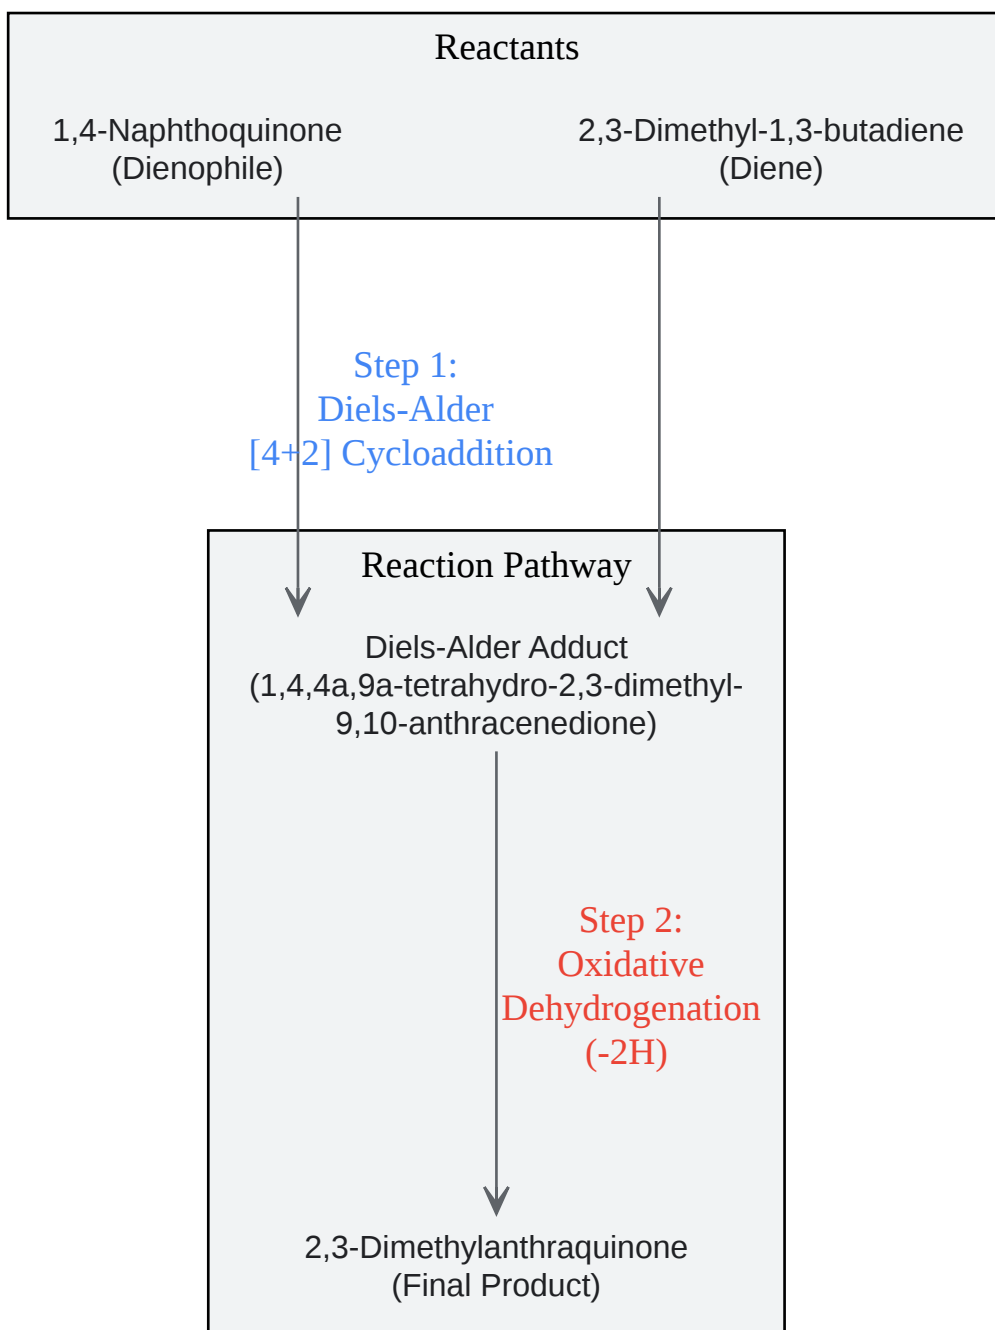 Reactants
1,4-Naphthoquinone
(Dienophile)
2,3-Dimethyl-1,3-butadiene
(Diene)
Step 1:
Diels-Alder
[4+2] Cycloaddition
Reaction Pathway
Diels-Alder Adduct
(1,4,4a,9a-tetrahydro-2,3-dimethyl-
9,10-anthracenedione)
Step 2:
Oxidative
Dehydrogenation
(-2H)
2,3-Dimethylanthraquinone
(Final Product)